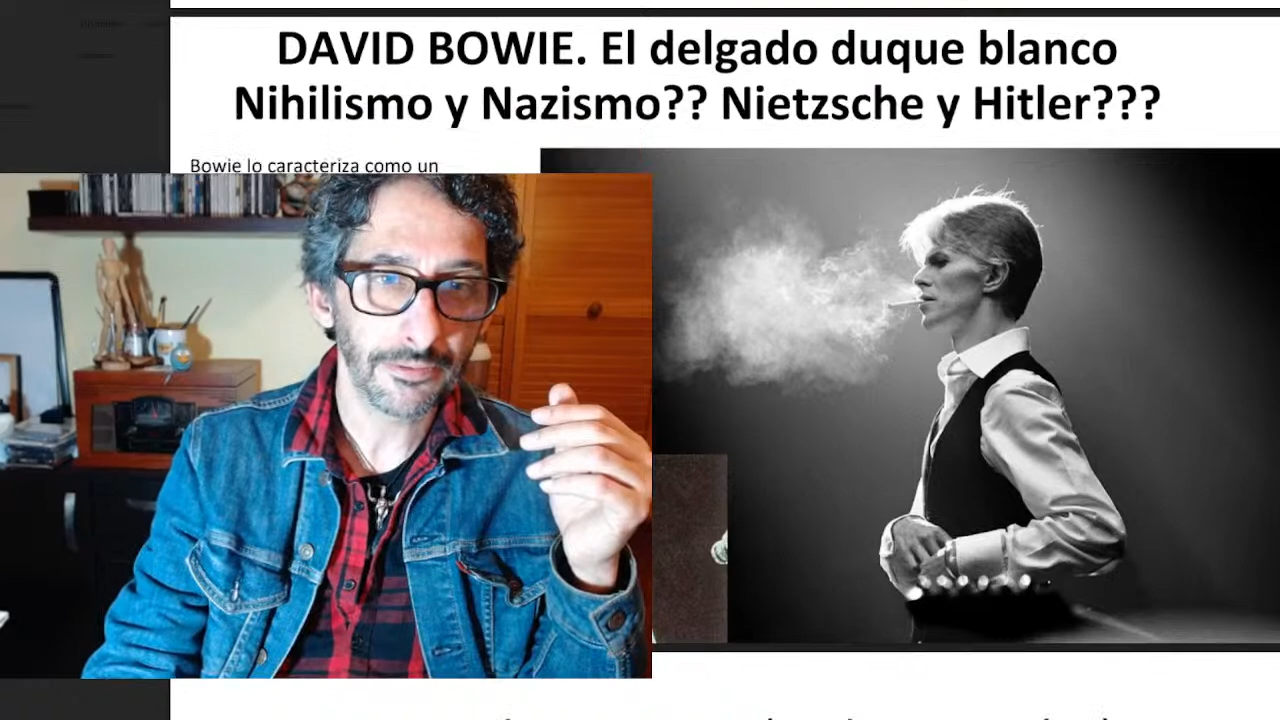 DAVID BOWIE. El delgado duque blanco
Nihilismo y Nazismo?? Nietzsche y Hitler???
Bowie lo caracteriza como un